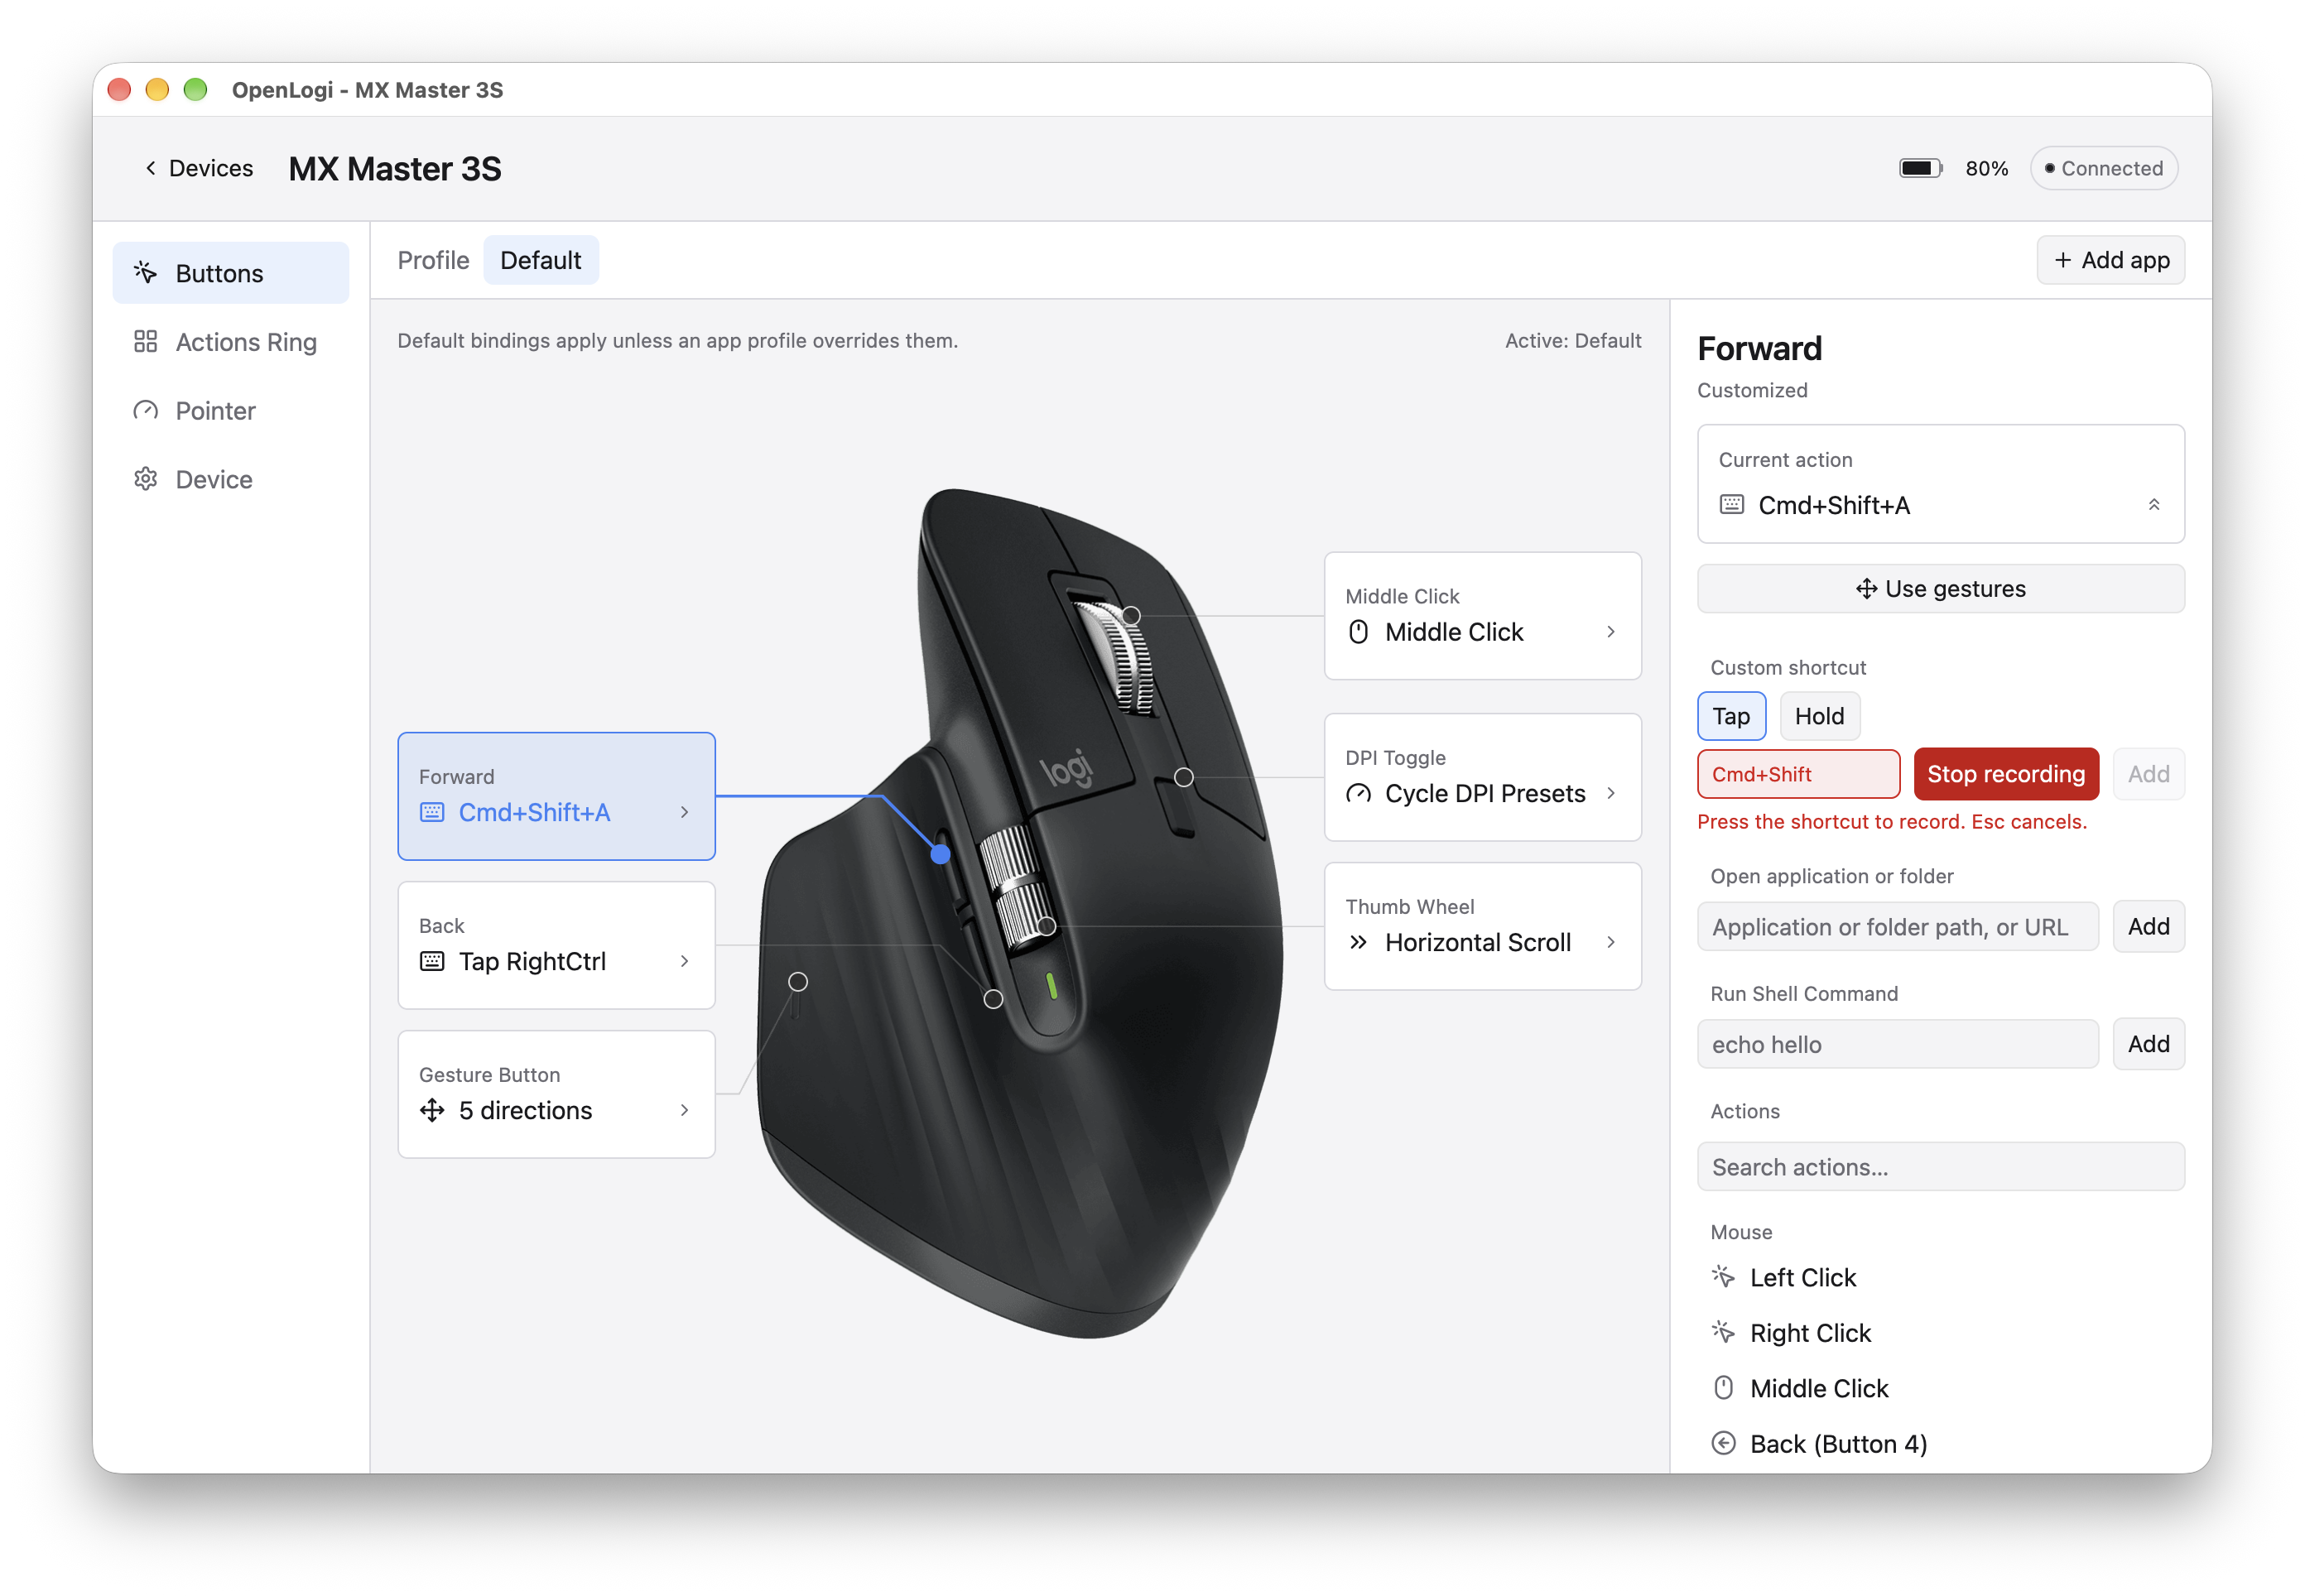 OpenLogi - MX Master 3S
Devices
MX Master 3S
80%
Connected
Buttons
Actions Ring
Pointer
Device
Profile
Default
+ Add app
Default bindings apply unless an app profile overrides them.
Active: Default
Forward
Cmd+Shift+A
Back
Tap RightCtrl
Gesture Button
5 directions
logi
Middle Click
Middle Click
DPI Toggle
Cycle DPI Presets
Thumb Wheel
Horizontal Scroll
Forward
Customized
Current action
Cmd+Shift+A
Use gestures
Custom shortcut
Tap
Hold
Cmd+Shift
Stop recording
Add
Press the shortcut to record. Esc cancels.
Open application or folder
Application or folder path, or URL
Add
Run Shell Command
echo hello
Add
Actions
Search actions...
Mouse
Left Click
Right Click
Middle Click
Back (Button 4)